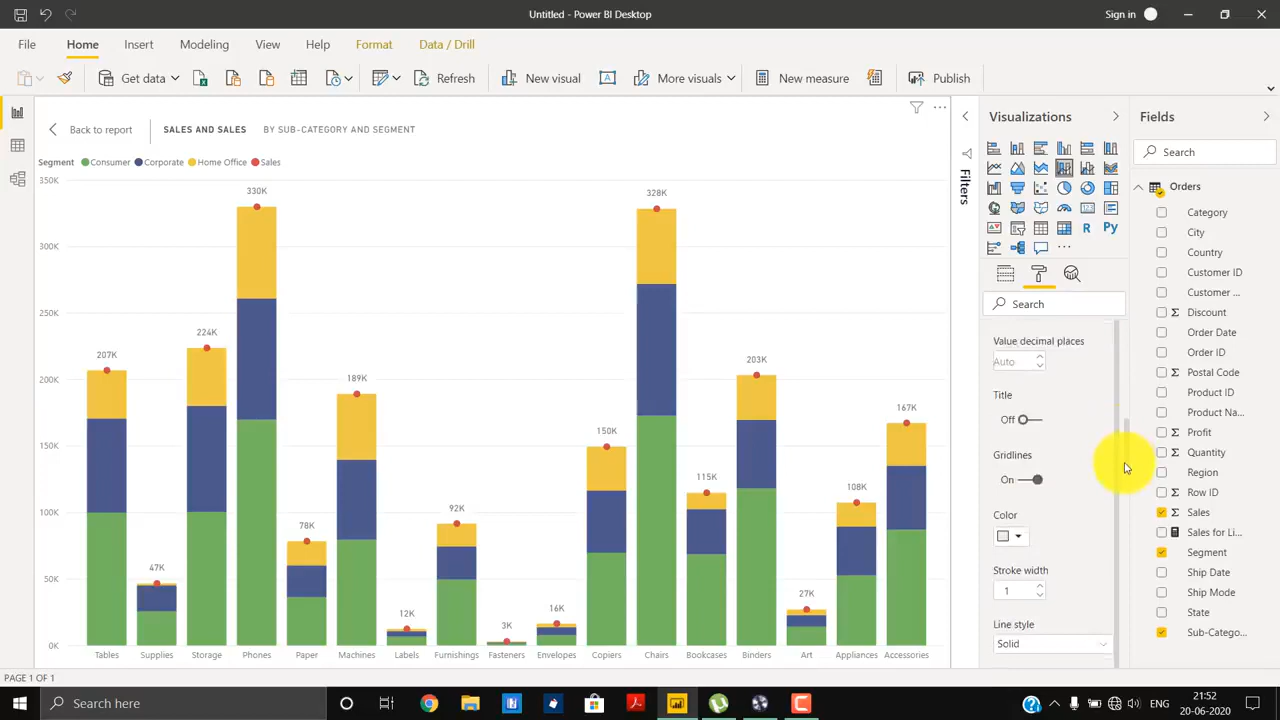 Untitled - Power BI Desktop
Sign in
File
Home
Insert
Modeling
View
Help
Format
Data / Drill
Get data
Refresh
New visual
More visuals
New measure
Publish
Back to report
SALES AND SALES
BY SUB-CATEGORY AND SEGMENT
Segment
Consumer
Corporate
Home Office
Sales
350K
300K
250K
200K
150K
100K
50K
0K
207K
47K
224K
330K
78K
189K
12K
92K
3K
16K
150K
328K
115K
203K
27K
108K
167K
Tables
Supplies
Storage
Phones
Paper
Machines
Labels
Furnishings
Fasteners
Envelopes
Copiers
Chairs
Bookcases
Binders
Art
Appliances
Accessories
Filters
Visualizations
R
Py
Search
Value decimal places
Auto
Title
Off
Gridlines
On
Color
Stroke width
1
Line style
Solid
Fields
Search
Orders
Category
City
Country
Customer ID
Customer ...
Discount
Order Date
Order ID
Postal Code
Product ID
Product Na...
Profit
Quantity
Region
Row ID
Sales
Sales for Li...
Segment
Ship Date
Ship Mode
State
Sub-Catego...
PAGE 1 OF 1
Search here
ENG
21:52
20-06-2020